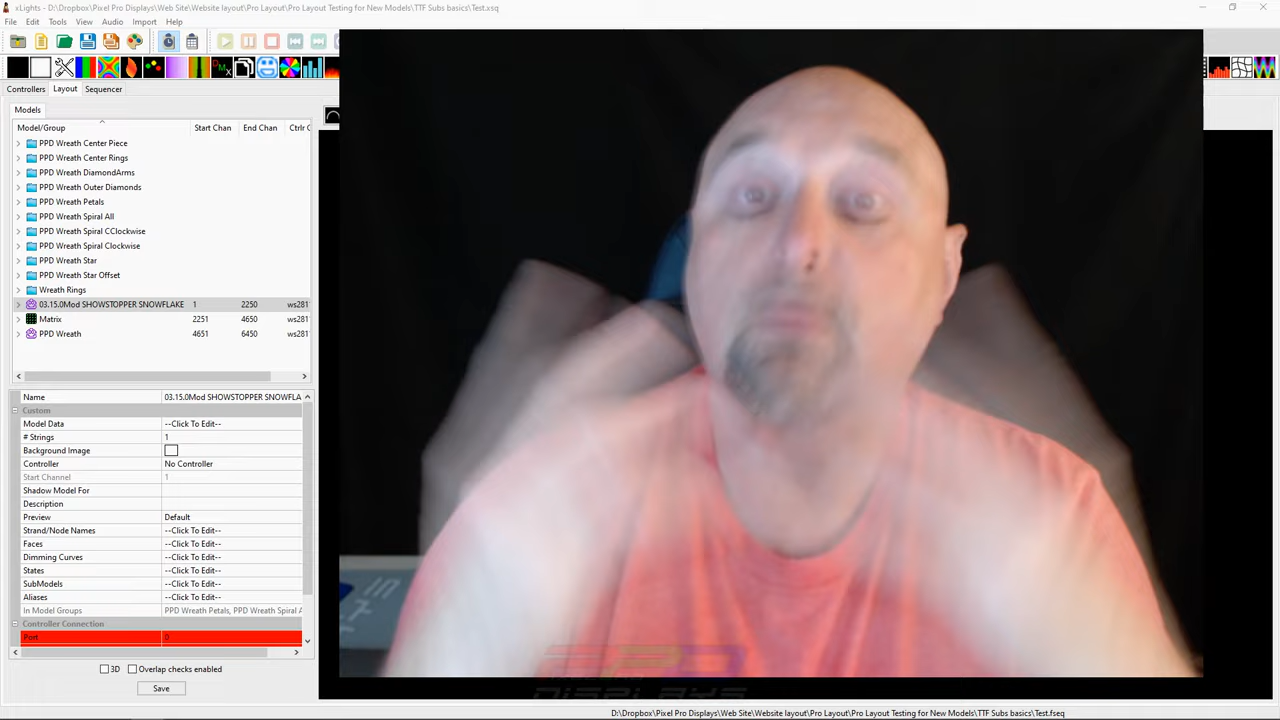 xLights - D:\Dropbox\Pixel Pro Displays\Web Site\Website layout\Pro Layout\Pro Layout Testing for New Models\TTF Subs basics\Test.xsq
File Edit Tools View Audio Import Help
Controllers Layout Sequencer
Models
Model/Group Start Chan End Chan Ctrlr C
PPD Wreath Center Piece
PPD Wreath Center Rings
PPD Wreath DiamondArms
PPD Wreath Outer Diamonds
PPD Wreath Petals
PPD Wreath Spiral All
PPD Wreath Spiral CClockwise
PPD Wreath Spiral Clockwise
PPD Wreath Star
PPD Wreath Star Offset
Wreath Rings
03.15.0Mod SHOWSTOPPER SNOWFLAKE 1 2250 ws281
Matrix 2251 4650 ws281
PPD Wreath 4651 6450 ws281
Name 03.15.0Mod SHOWSTOPPER SNOWFLA
Custom
Model Data --Click To Edit--
# Strings 1
Background Image
Controller No Controller
Start Channel 1
Shadow Model For
Description
Preview Default
Strand/Node Names --Click To Edit--
Faces --Click To Edit--
Dimming Curves --Click To Edit--
States --Click To Edit--
SubModels --Click To Edit--
Aliases --Click To Edit--
In Model Groups PPD Wreath Petals, PPD Wreath Spiral A
Controller Connection
Port 0
3D Overlap checks enabled
Save
DISPLAYS
D:\Dropbox\Pixel Pro Displays\Web Site\Website layout\Pro Layout\Pro Layout Testing for New Models\TTF Subs basics\Test.fseq